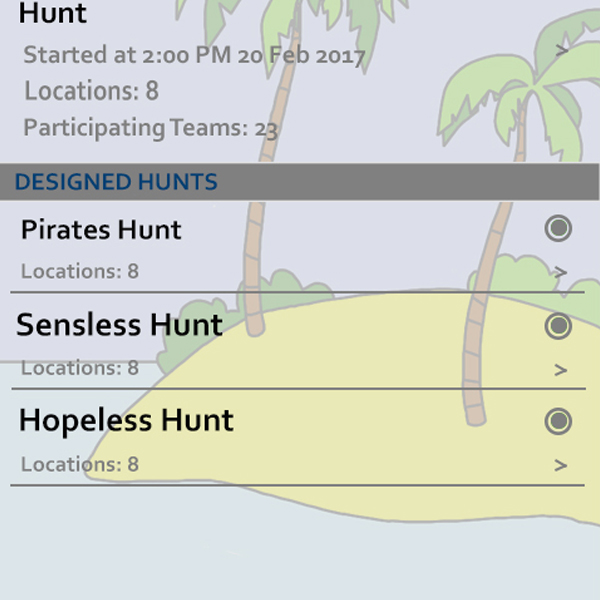 Hunt
Started at 2:00 PM 20 Feb 2017
>
Locations: 8
Participating Teams: 23
DESIGNED HUNTS
Pirates Hunt
Locations: 8
>
Sensless Hunt
Locations: 8
>
Hopeless Hunt
Locations: 8
>